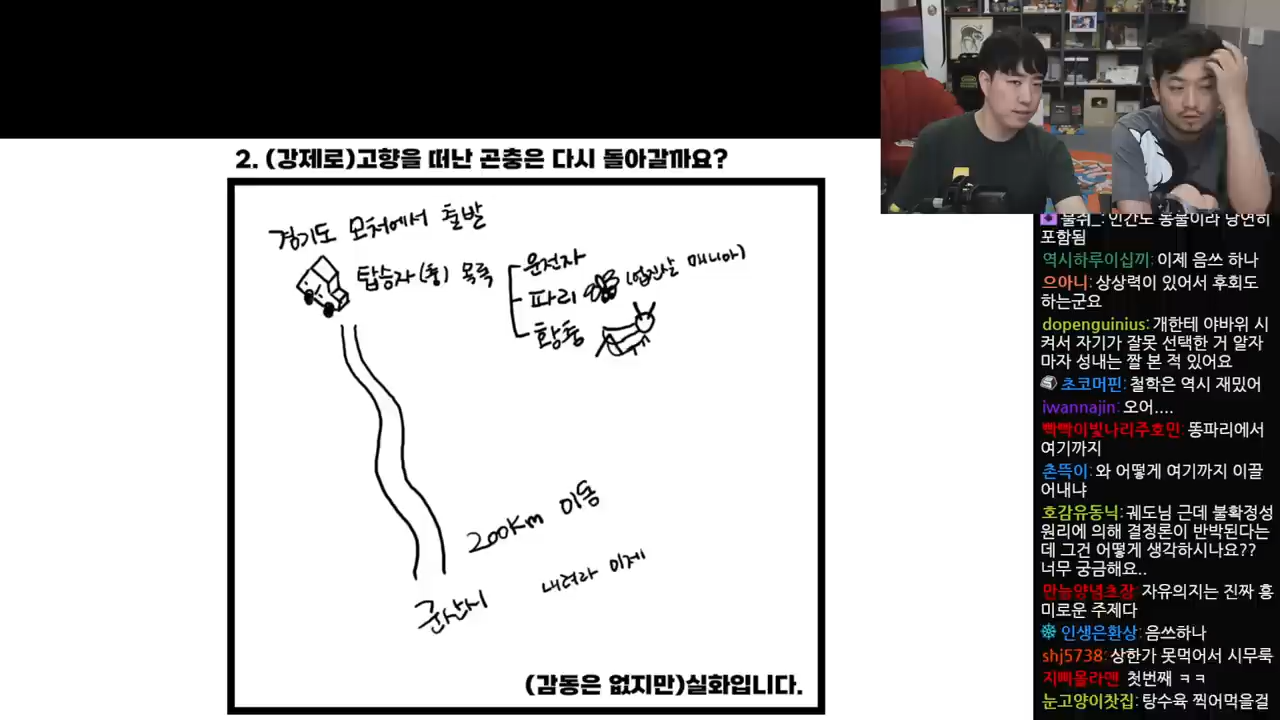 2. (강제로)고향을 떠난 곤충은 다시 돌아갈까요?
경기도 모처에서 출발
탑승자(충) 목록
운전자
파리 (업진살 매니아)
황충
200km 이동
군산시
내려라 이제
(감동은 없지만)실화입니다.
불쥐_: 인간도 동물이라 당연히
포함됨
역시하루이십끼: 이제 음쓰 하나
으아니: 상상력이 있어서 후회도
하는군요
dopenguinius: 개한테 야바위 시
켜서 자기가 잘못 선택한 거 알자
마자 성내는 짤 본 적 있어요
초코머핀: 철학은 역시 재밌어
iwannajin: 오어....
빡빡이빛나리주호민: 똥파리에서
여기까지
촌뜩이: 와 어떻게 여기까지 이끌
어내냐
호감유동닉: 궤도님 근데 불확정성
원리에 의해 결정론이 반박된다는
데 그건 어떻게 생각하시나요??
너무 궁금해요..
만능양념초장: 자유의지는 진짜 흥
미로운 주제다
인생은환상: 음쓰하나
shj5738: 상한가 못먹어서 시무룩
지삐몰라멘: 첫번째 ㅋㅋ
눈고양이찻집: 탕수육 찍어먹을걸